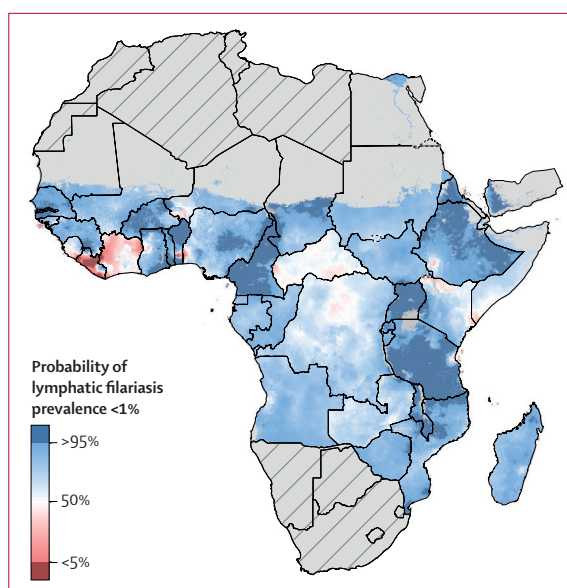 Probability of
lymphatic filariasis
prevalence <1%
>95%
50%
<5%